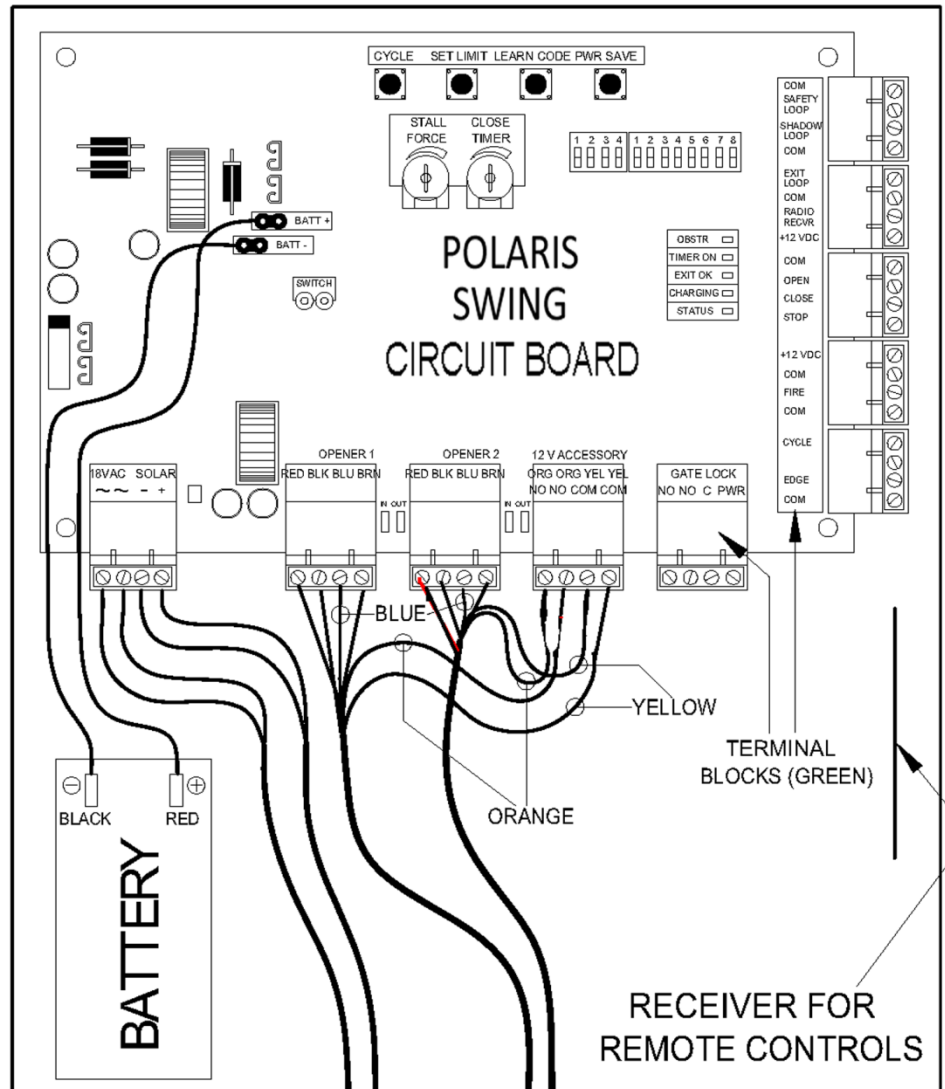 CYCLE SET LIMIT LEARN CODE PWR SAVE
STALL FORCE
CLOSE TIMER
1 2 3 4
1 2 3 4 5 6 7 8
COM
SAFETY LOOP
SHADOW LOOP
COM
EXIT LOOP
COM
RADIO RECVR
+12 VDC
COM
OPEN
CLOSE
STOP
+12 VDC
COM
FIRE
COM
CYCLE
EDGE
COM
BATT +
BATT -
SWITCH
OBSTR
TIMER ON
EXIT OK
CHARGING
STATUS
POLARIS
SWING
CIRCUIT BOARD
18VAC SOLAR
~ ~ - +
OPENER 1
RED BLK BLU BRN
IN OUT
OPENER 2
RED BLK BLU BRN
IN OUT
12 V ACCESSORY
ORG ORG YEL YEL
NO NO COM COM
GATE LOCK
NO NO C PWR
BLUE
YELLOW
ORANGE
TERMINAL
BLOCKS (GREEN)
- +
BLACK RED
BATTERY
RECEIVER FOR
REMOTE CONTROLS